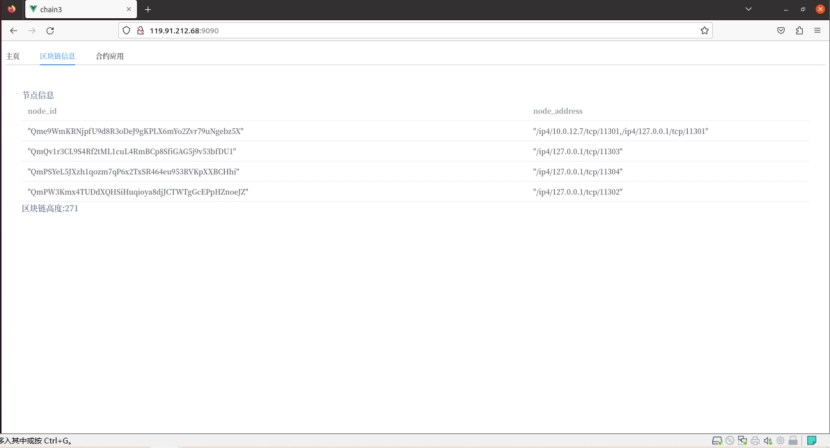 chain3
119.91.212.68:9090
主页 区块链信息 合约应用
节点信息
node_id node_address
"Qme9WmKRNjpfU9d8R3oDeJ9gKPLX6mYo2Zvr79uNgebz5X" "/ip4/10.0.12.7/tcp/11301,/ip4/127.0.0.1/tcp/11301"
"QmQv1r3CL9S4Rf2tML1cuL4RmBCp8SfiGAG5j9v53bfDU1" "/ip4/127.0.0.1/tcp/11303"
"QmPSYeL5JXzh1qozm7qP6x2TxSR464eu953RVKpXXBCHhi" "/ip4/127.0.0.1/tcp/11304"
"QmPW3Kmx4TUDdXQHSiHuqioya8djJCTWTgGcEPpHZnoeJZ" "/ip4/127.0.0.1/tcp/11302"
区块链高度:271
移入其中或按 Ctrl+G。